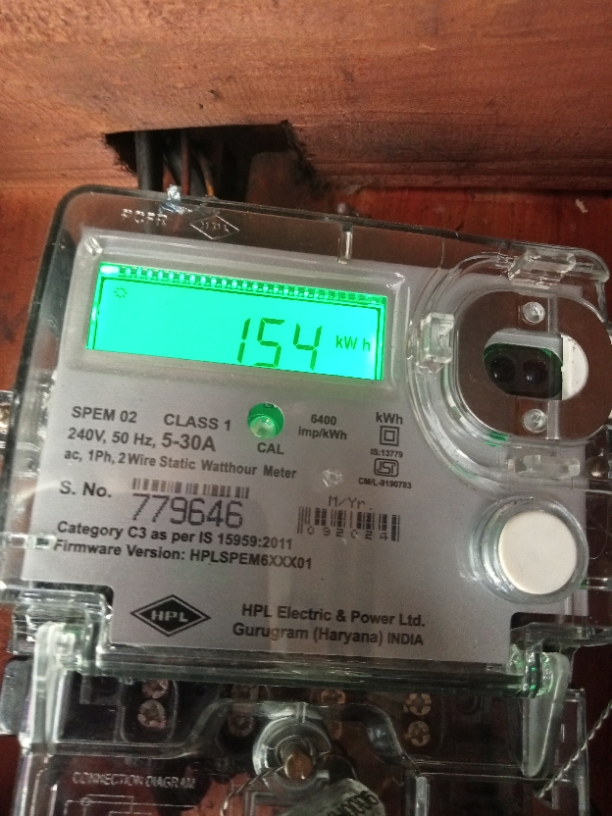 154 kWh
SPEM 02 CLASS 1
240V, 50 Hz, 5-30A
CAL
6400
imp/kWh
kWh
IS:13779
CM/L-0190783
ac, 1Ph, 2 Wire Static Watthour Meter
S. No.
779646
M/Yr.
Category C3 as per IS 15959:2011
Firmware Version: HPLSPEM6XXX01
HPL
HPL Electric & Power Ltd.
Gurugram (Haryana) INDIA
CONNECTION DIAGRAM